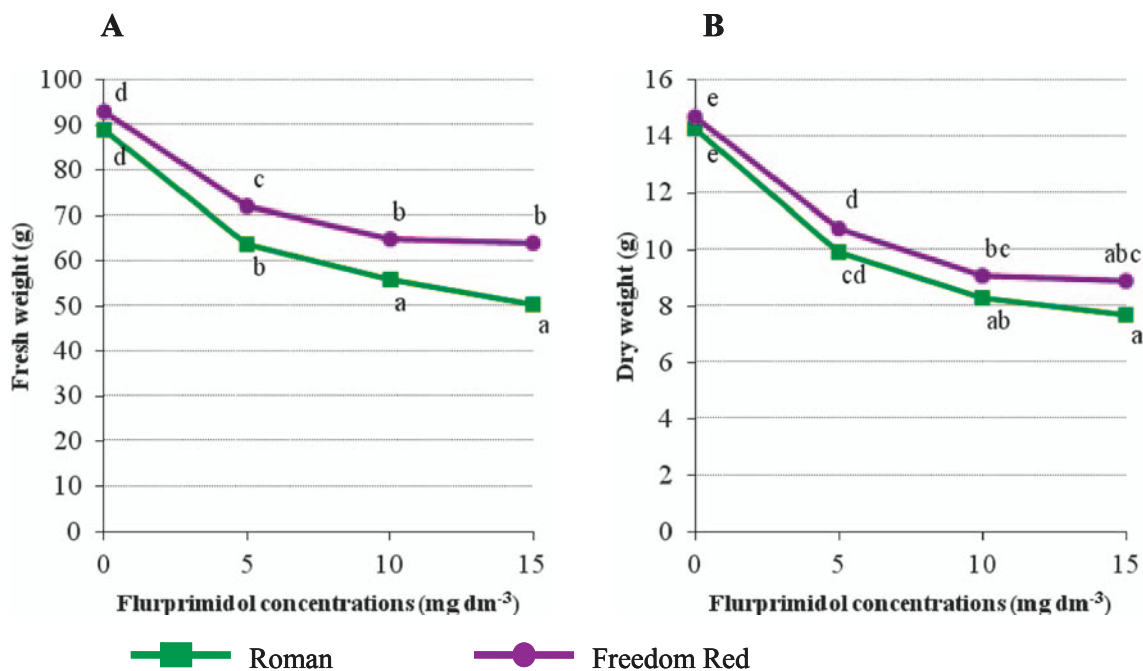 A
B
100
90
80
70
60
50
40
30
20
10
0
Fresh weight (g)
d
d
c
b
b
a
b
a
0
5
10
15
Flurprimidol concentrations (mg dm-3)
16
14
12
10
8
6
4
2
0
Dry weight (g)
e
e
d
cd
bc
ab
abc
a
0
5
10
15
Flurprimidol concentrations (mg dm-3)
Roman
Freedom Red